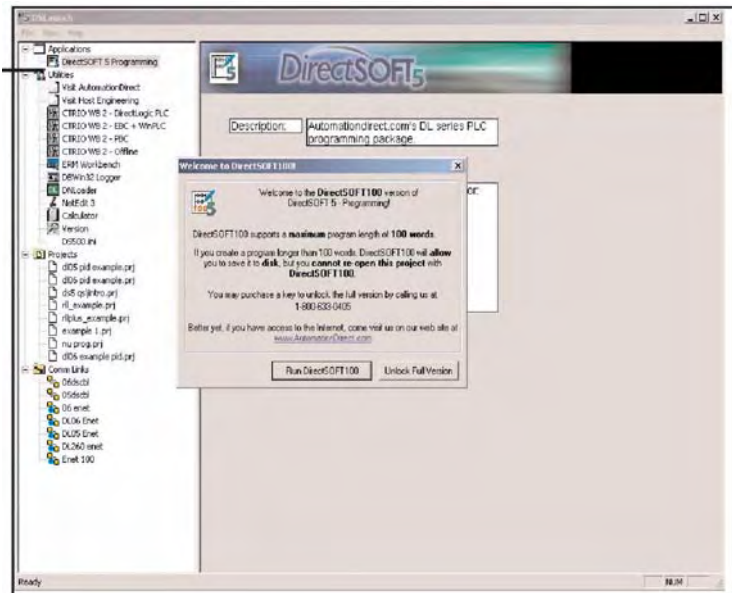 DSLaunch
File View Help
Applications
DirectSOFT 5 Programming
Utilities
Visit AutomationDirect
Visit Host Engineering
CTRIO WB 2 - DirectLogic PLC
CTRIO WB 2 - EBC + WinPLC
CTRIO WB 2 - PBC
CTRIO WB 2 - Offline
ERM Workbench
DBWin32 Logger
DNLoader
NetEdit 3
Calculator
Version
DS500.ini
Projects
dl05 pid example.prj
dl06 pid example.prj
ds5 qs\intro.prj
rll_example.prj
rllplus_example.prj
example 1.prj
nu prog.prj
dl06 example pid.prj
Comm Links
06dscbl
05dscbl
06 enet
DL06 Enet
DL05 Enet
DL260 enet
Enet 100
DirectSOFT5
Description:
Automationdirect.com's DL series PLC
programming package.
Welcome to DirectSOFT100!
Welcome to the DirectSOFT100 version of
DirectSOFT 5 - Programming!
DirectSOFT100 supports a maximum program length of 100 words.
If you create a program longer than 100 words, DirectSOFT100 will allow
you to save it to disk, but you cannot re-open this project with
DirectSOFT100.
You may purchase a key to unlock the full version by calling us at
1-800-633-0405
Better yet, if you have access to the Internet, come visit us on our web site at
www.AutomationDirect.com
Run DirectSOFT100
Unlock Full Version
Ready
NUM